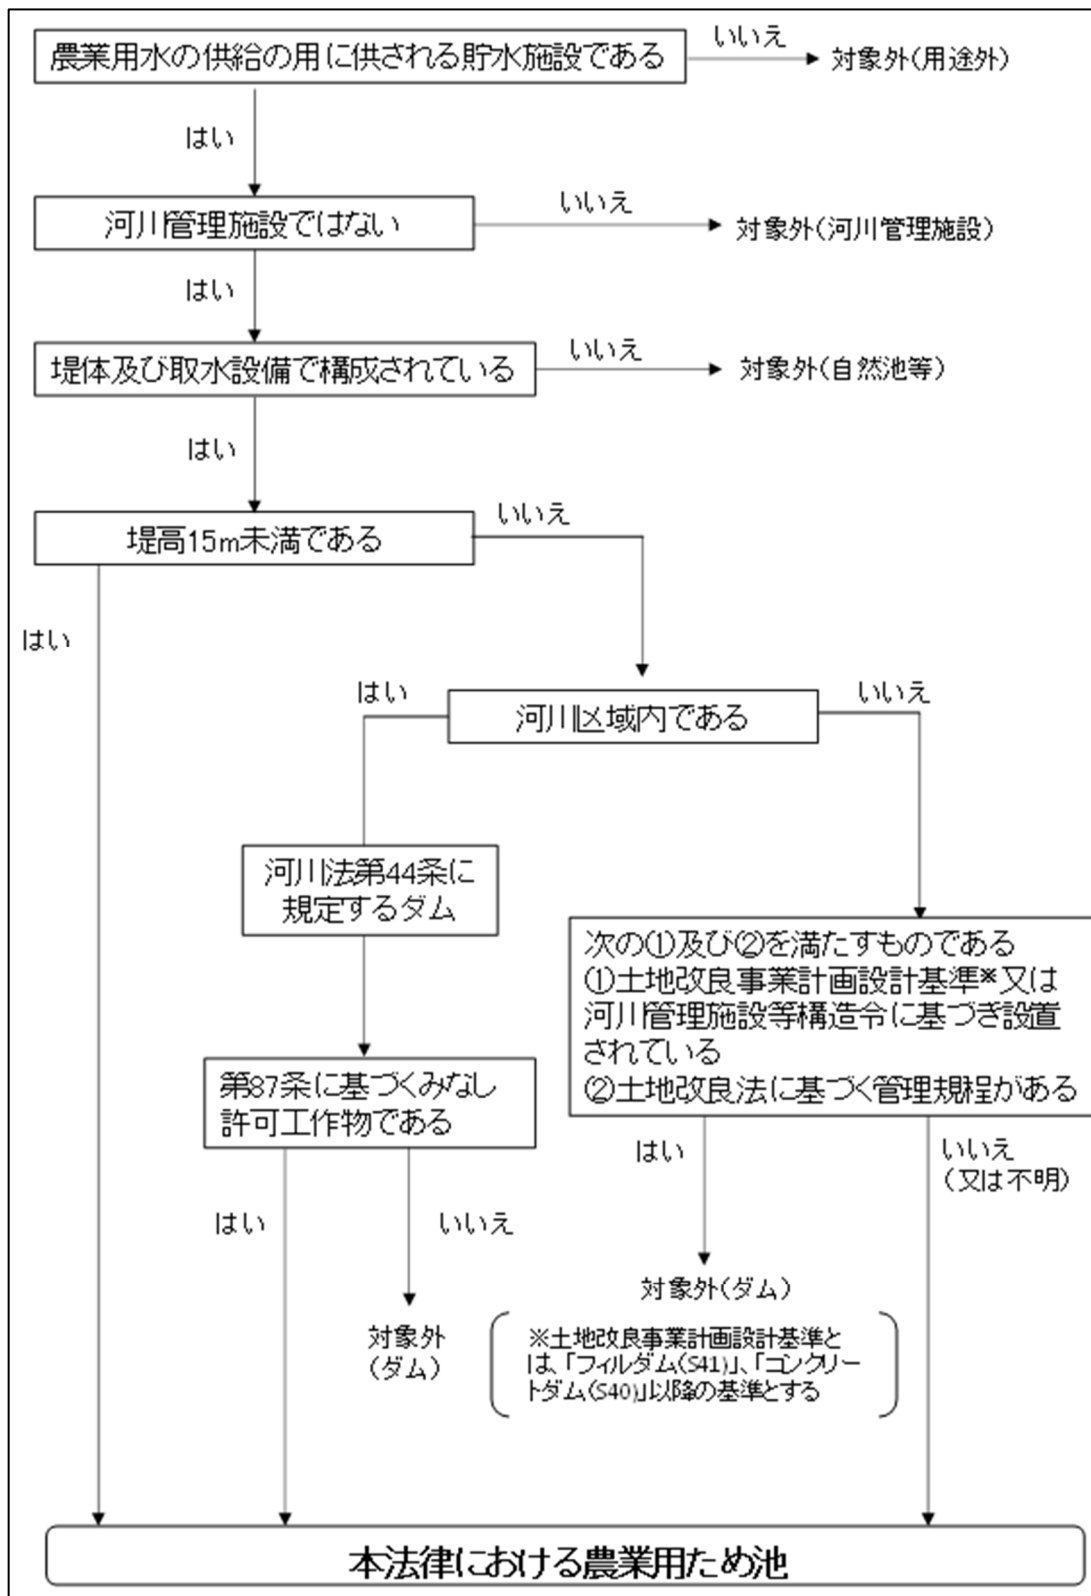 農業用水の供給の用に供される貯水施設である
いいえ
対象外(用途外)
はい
河川管理施設ではない
いいえ
対象外(河川管理施設)
はい
堤体及び取水設備で構成されている
いいえ
対象外(自然池等)
はい
堤高15m未満である
いいえ
はい
河川区域内である
はい
いいえ
河川法第44条に
規定するダム
次の①及び②を満たすものである
①土地改良事業計画設計基準※又は
河川管理施設等構造令に基づき設置
されている
②土地改良法に基づく管理規程がある
第87条に基づくみなし
許可工作物である
はい
いいえ
(又は不明)
はい
いいえ
対象外(ダム)
対象外
(ダム)
※土地改良事業計画設計基準と
は、「フィルダム(S41)」、「コンクリー
トダム(S40)」以降の基準とする
本法律における農業用ため池